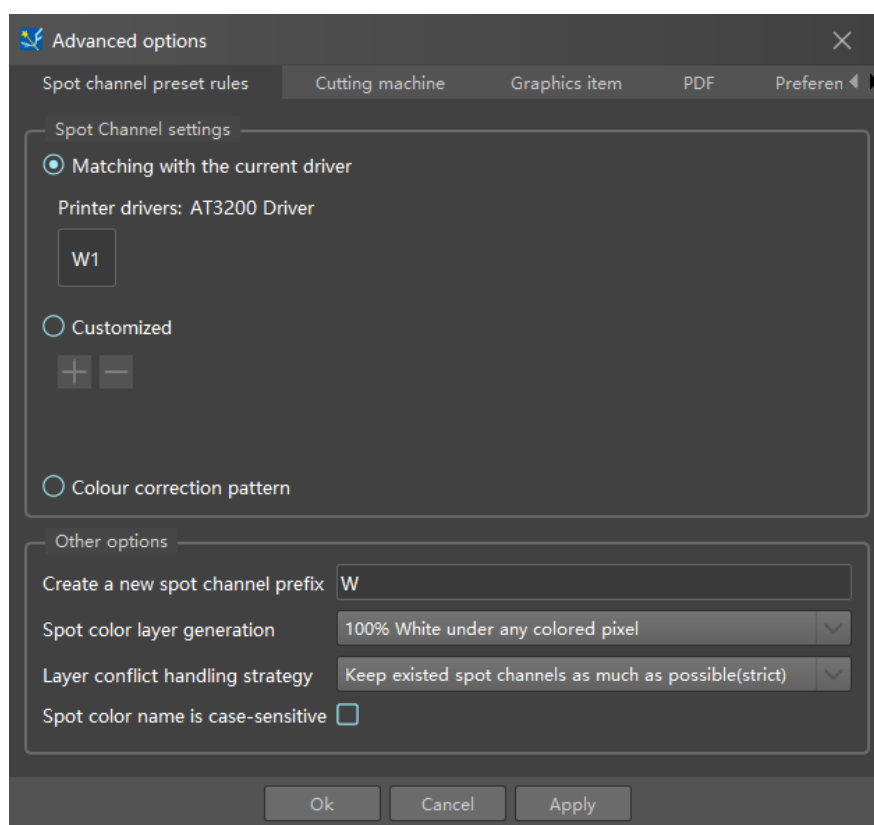 Advanced options
Spot channel preset rules Cutting machine Graphics item PDF Preferen
Spot Channel settings
Matching with the current driver
Printer drivers: AT3200 Driver
W1
Customized
Colour correction pattern
Other options
Create a new spot channel prefix W
Spot color layer generation 100% White under any colored pixel
Layer conflict handling strategy Keep existed spot channels as much as possible(strict)
Spot color name is case-sensitive
Ok Cancel Apply